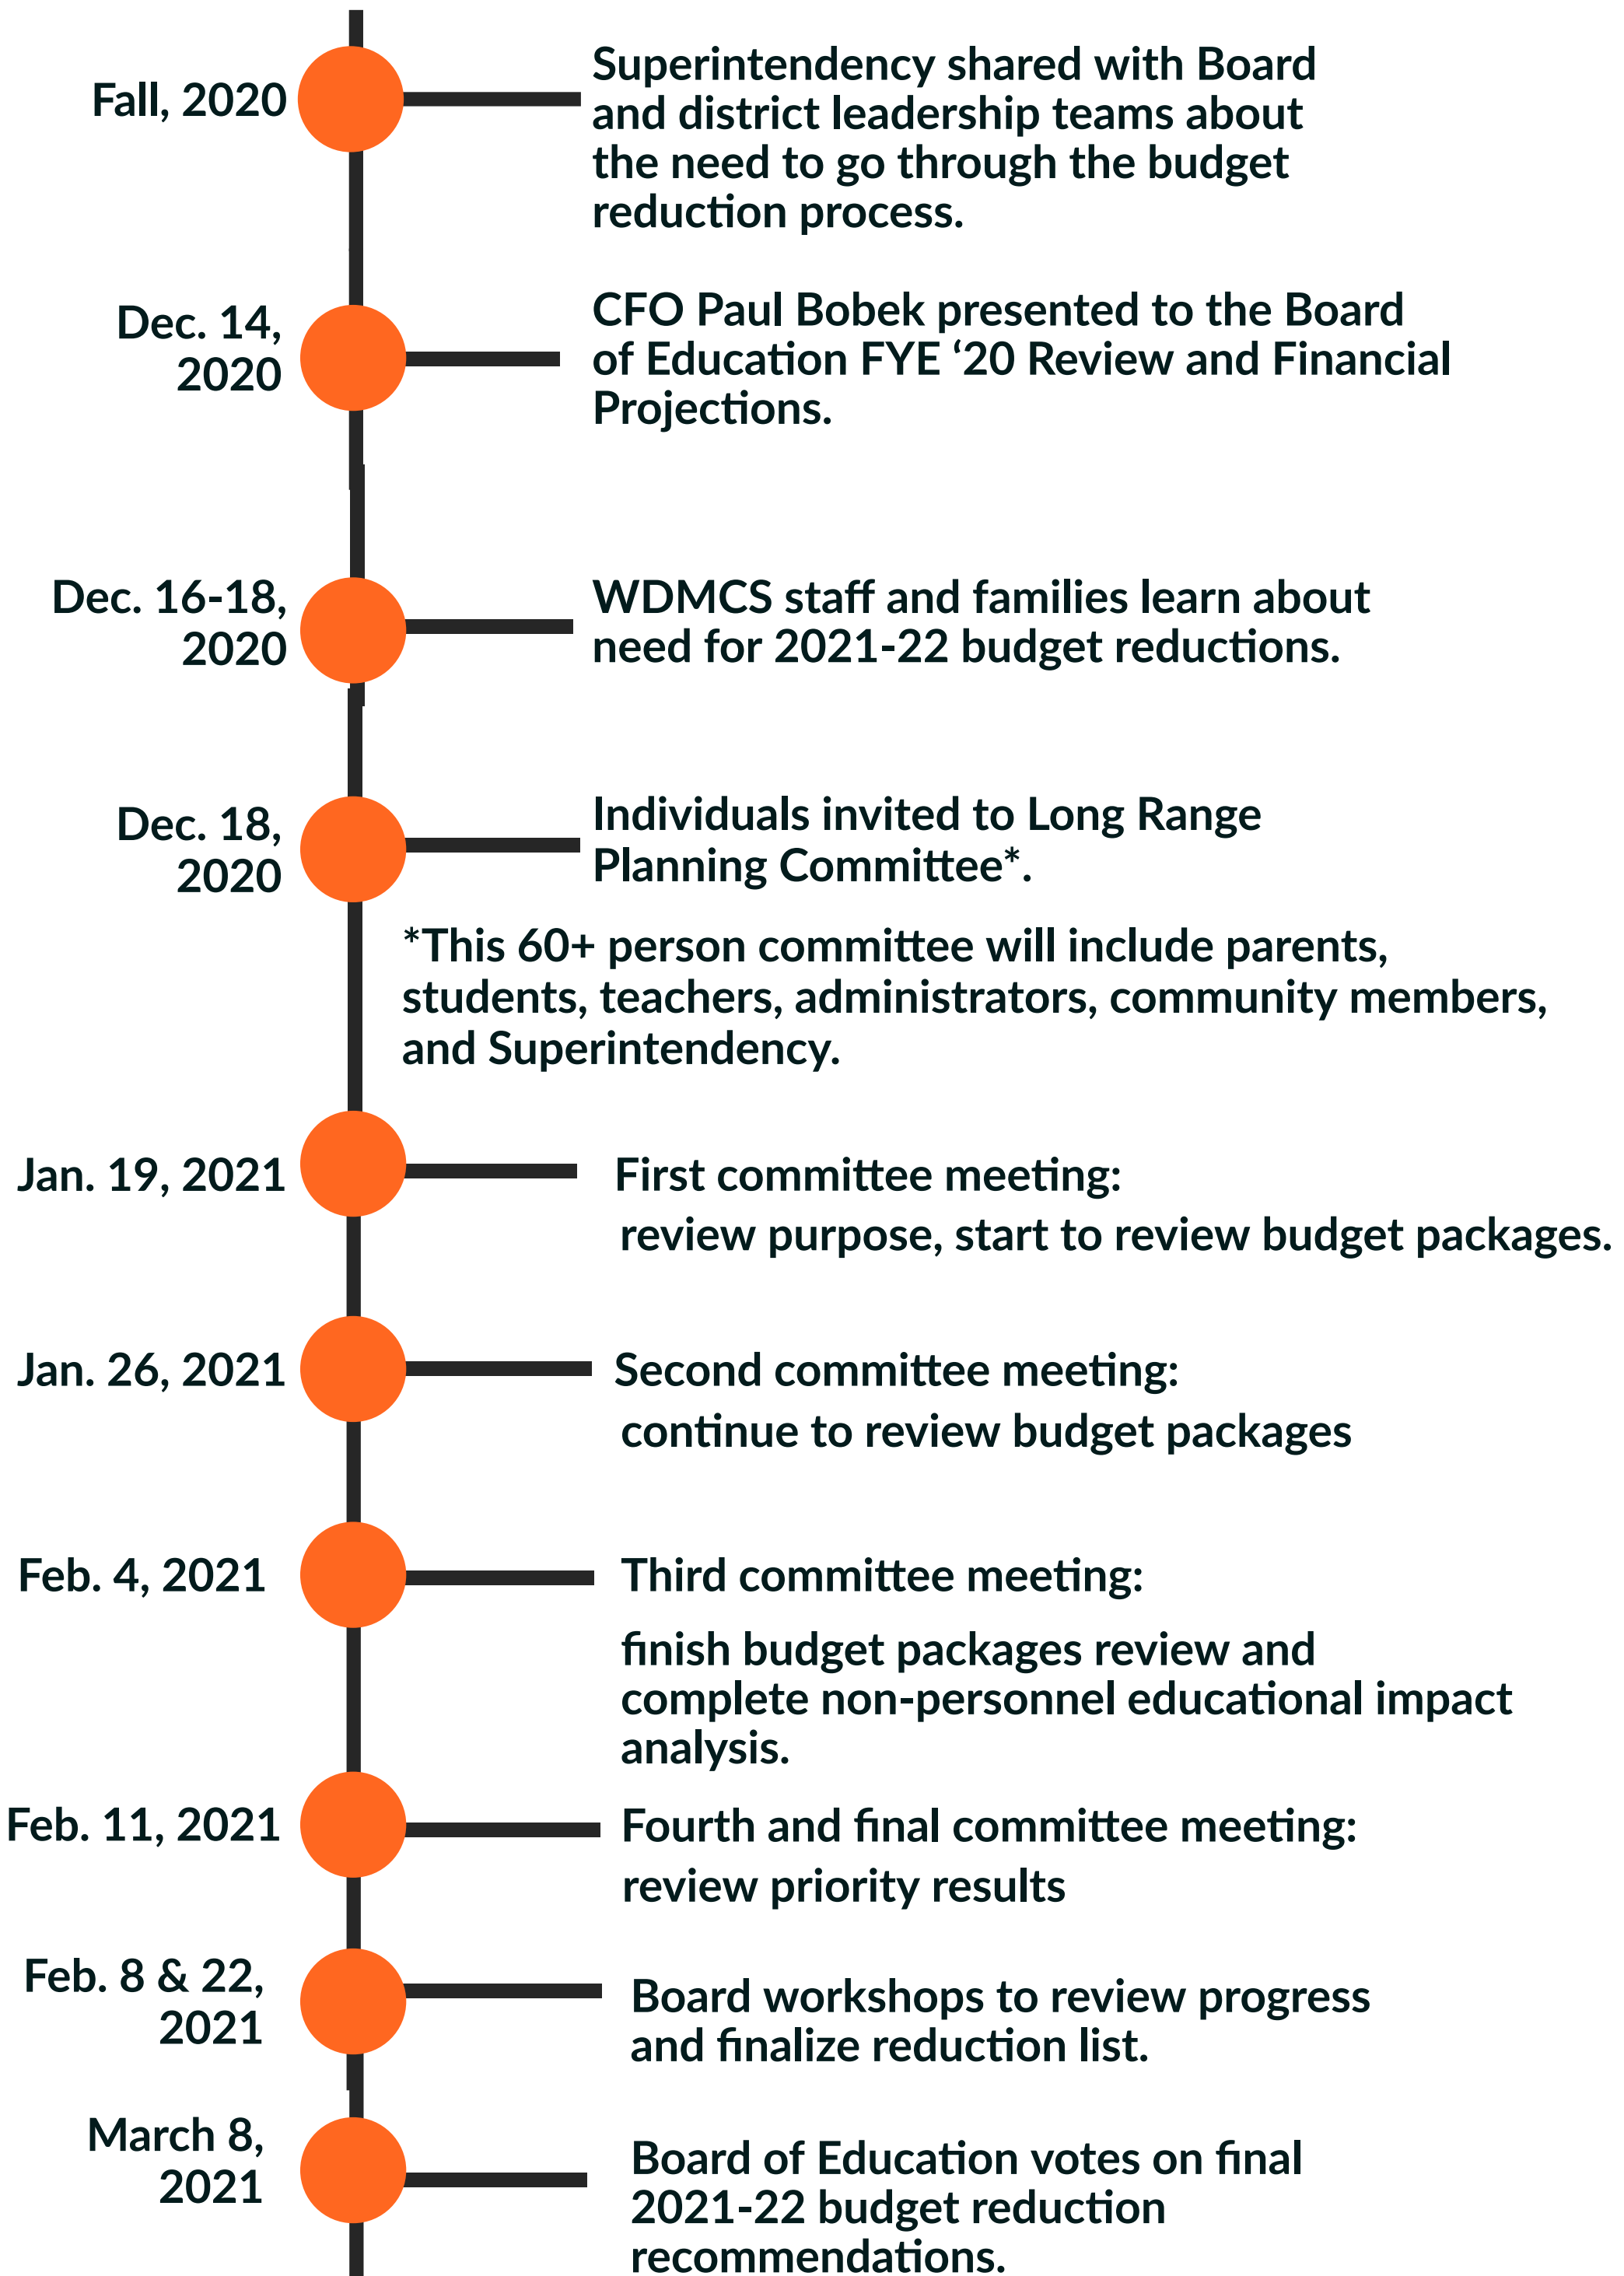 Fall, 2020
Superintendency shared with Board
and district leadership teams about
the need to go through the budget
reduction process.
Dec. 14,
2020
CFO Paul Bobek presented to the Board
of Education FYE ‘20 Review and Financial
Projections.
Dec. 16-18,
2020
WDMCS staff and families learn about
need for 2021-22 budget reductions.
Dec. 18,
2020
Individuals invited to Long Range
Planning Committee*.
*This 60+ person committee will include parents,
students, teachers, administrators, community members,
and Superintendency.
Jan. 19, 2021
First committee meeting:
review purpose, start to review budget packages.
Jan. 26, 2021
Second committee meeting:
continue to review budget packages
Feb. 4, 2021
Third committee meeting:
finish budget packages review and
complete non-personnel educational impact
analysis.
Feb. 11, 2021
Fourth and final committee meeting:
review priority results
Feb. 8 & 22,
2021
Board workshops to review progress
and finalize reduction list.
March 8,
2021
Board of Education votes on final
2021-22 budget reduction
recommendations.